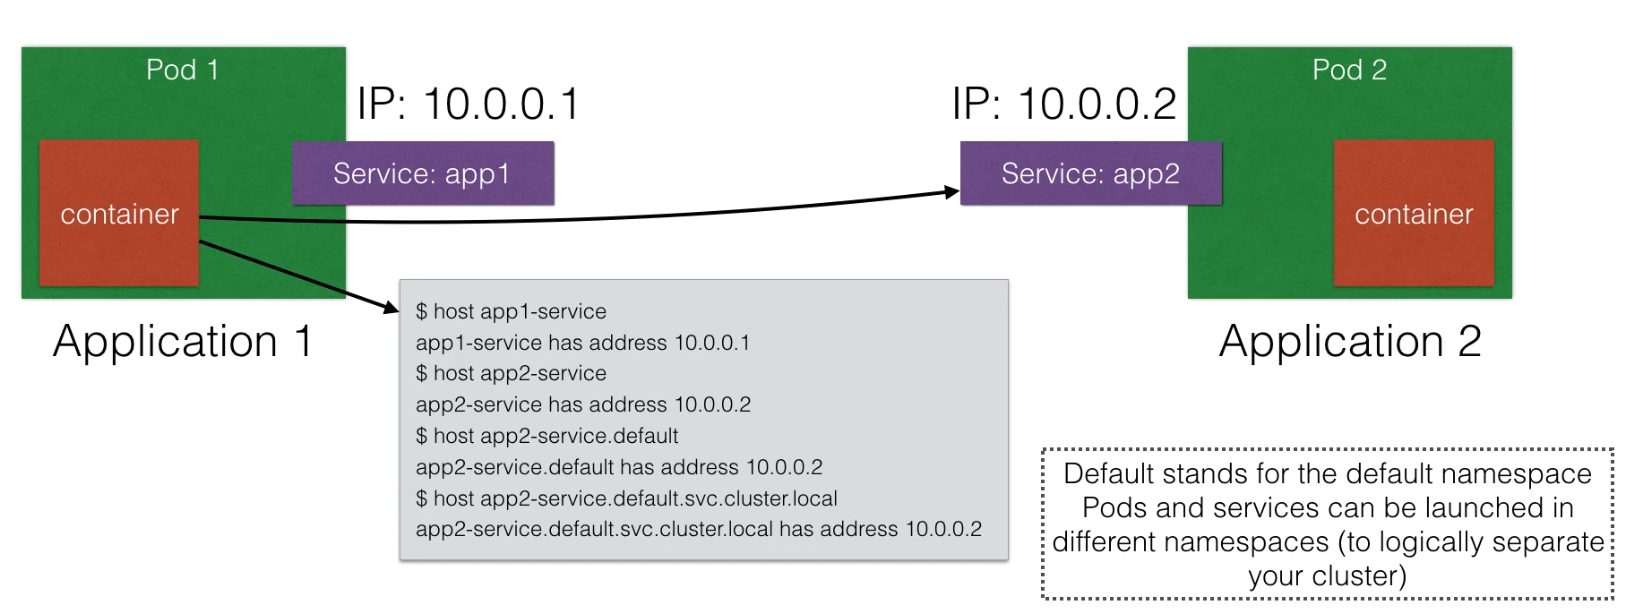 Pod 1
IP: 10.0.0.1
Service: app1
container
Application 1
IP: 10.0.0.2
Pod 2
Service: app2
container
Application 2
$ host app1-service
app1-service has address 10.0.0.1
$ host app2-service
app2-service has address 10.0.0.2
$ host app2-service.default
app2-service.default has address 10.0.0.2
$ host app2-service.default.svc.cluster.local
app2-service.default.svc.cluster.local has address 10.0.0.2
Default stands for the default namespace
Pods and services can be launched in
different namespaces (to logically separate
your cluster)